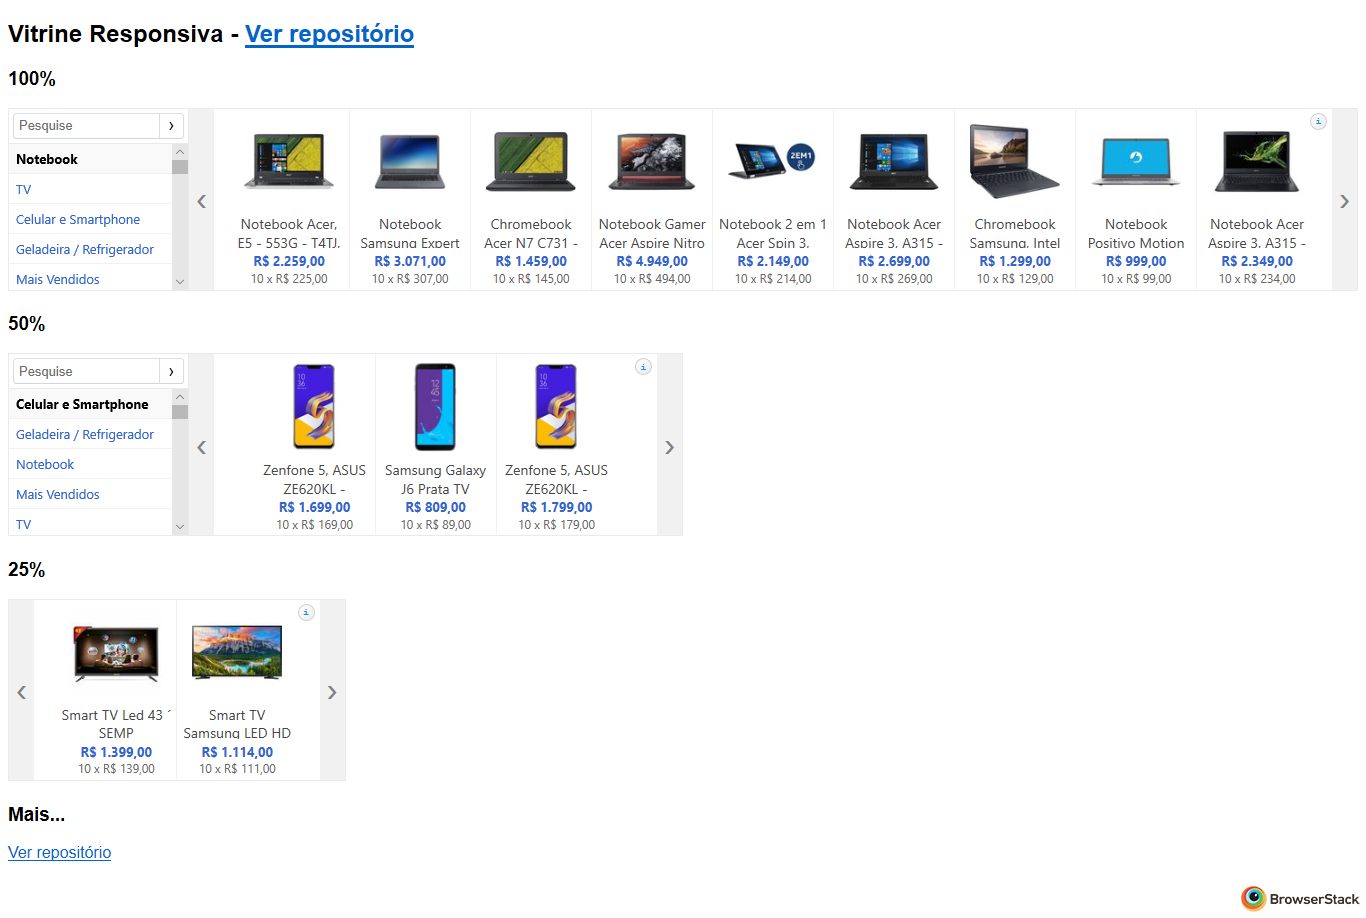 Vitrine Responsiva - Ver repositório
100%
Pesquise
Notebook
TV
Celular e Smartphone
Geladeira / Refrigerador
Mais Vendidos
Notebook Acer,
E5 - 553G - T4TJ,
R$ 2.259,00
10 x R$ 225,00
Notebook
Samsung Expert
R$ 3.071,00
10 x R$ 307,00
Chromebook
Acer N7 C731 -
R$ 1.459,00
10 x R$ 145,00
Notebook Gamer
Acer Aspire Nitro
R$ 4.949,00
10 x R$ 494,00
2EM1
Notebook 2 em 1
Acer Spin 3,
R$ 2.149,00
10 x R$ 214,00
Notebook Acer
Aspire 3, A315 -
R$ 2.699,00
10 x R$ 269,00
Chromebook
Samsung, Intel
R$ 1.299,00
10 x R$ 129,00
Notebook
Positivo Motion
R$ 999,00
10 x R$ 99,00
Notebook Acer
Aspire 3, A315 -
R$ 2.349,00
10 x R$ 234,00
50%
Pesquise
Celular e Smartphone
Geladeira / Refrigerador
Notebook
Mais Vendidos
TV
10
36
Zenfone 5, ASUS
ZE620KL -
R$ 1.699,00
10 x R$ 169,00
12
45
Samsung Galaxy
J6 Prata TV
R$ 809,00
10 x R$ 89,00
10
36
Zenfone 5, ASUS
ZE620KL -
R$ 1.799,00
10 x R$ 179,00
25%
Smart TV Led 43 ´
SEMP
R$ 1.399,00
10 x R$ 139,00
Smart TV
Samsung LED HD
R$ 1.114,00
10 x R$ 111,00
Mais...
Ver repositório
BrowserStack